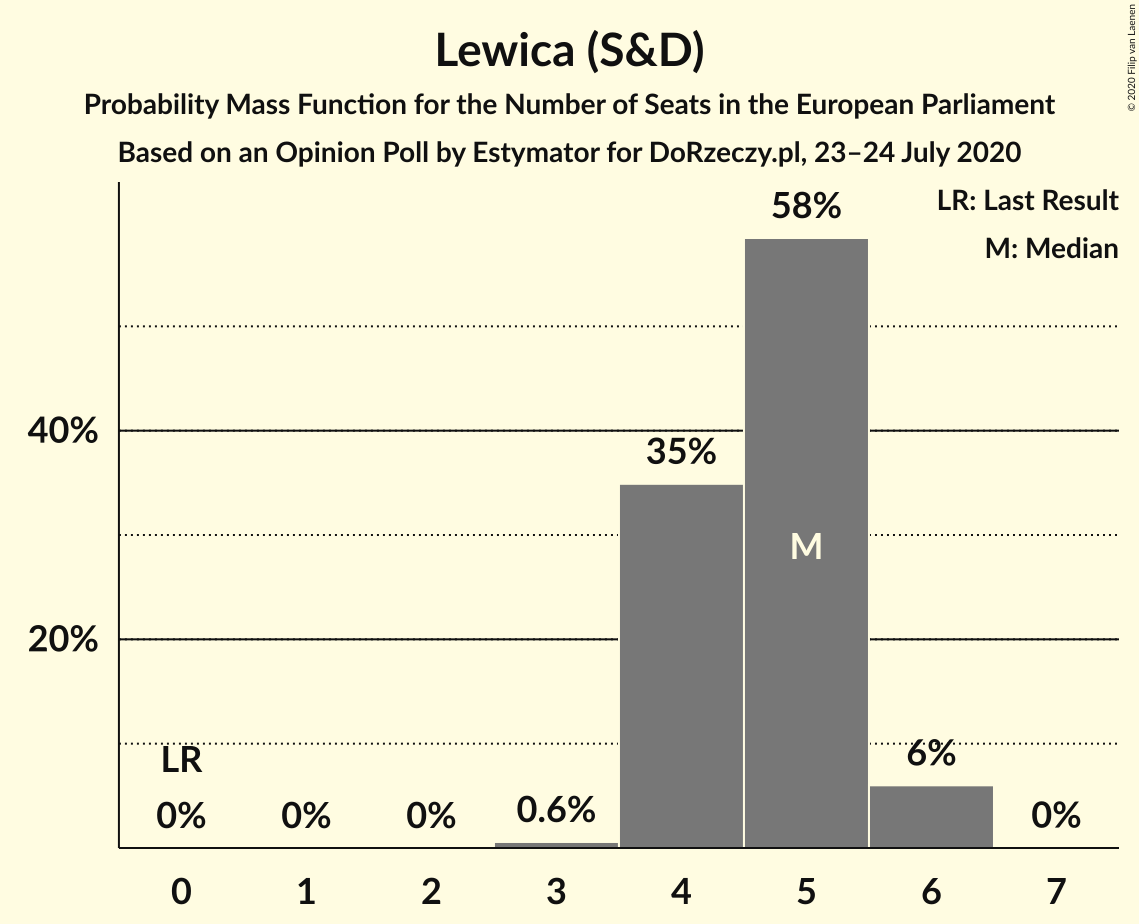 Lewica (S&D)
Probability Mass Function for the Number of Seats in the European Parliament
Based on an Opinion Poll by Estymator for DoRzeczy.pl, 23–24 July 2020
© 2020 Filip van Laenen
LR: Last Result
M: Median
58%
40%
35%
M
20%
LR
6%
0% 0% 0% 0.6% 0%
0 1 2 3 4 5 6 7